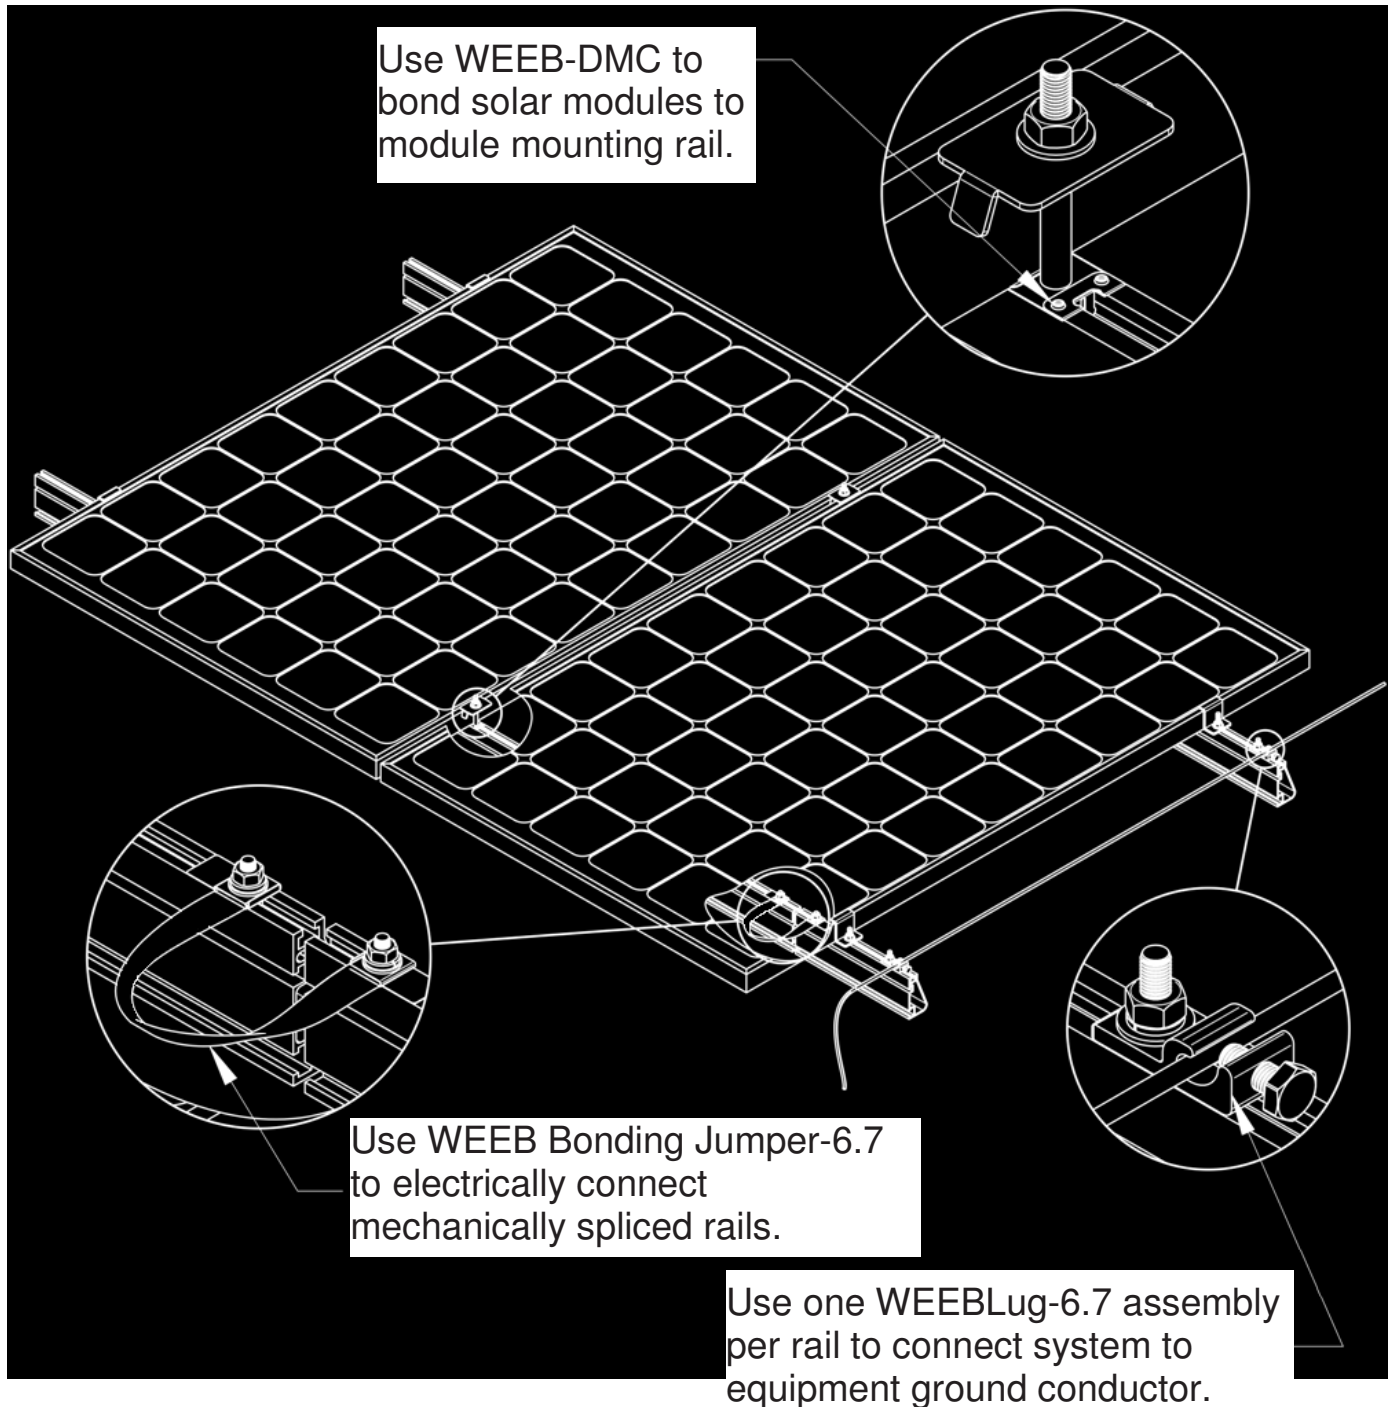 Use WEEB-DMC to
bond solar modules to
module mounting rail.
Use WEEB Bonding Jumper-6.7
to electrically connect
mechanically spliced rails.
Use one WEEBLug-6.7 assembly
per rail to connect system to
equipment ground conductor.